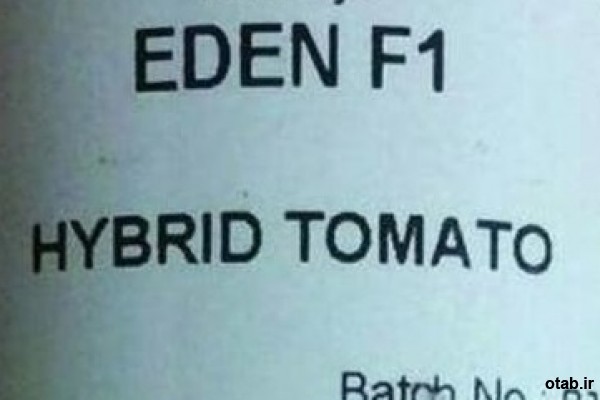 EDEN F1
HYBRID TOMATO
Batch No :
otab.ir